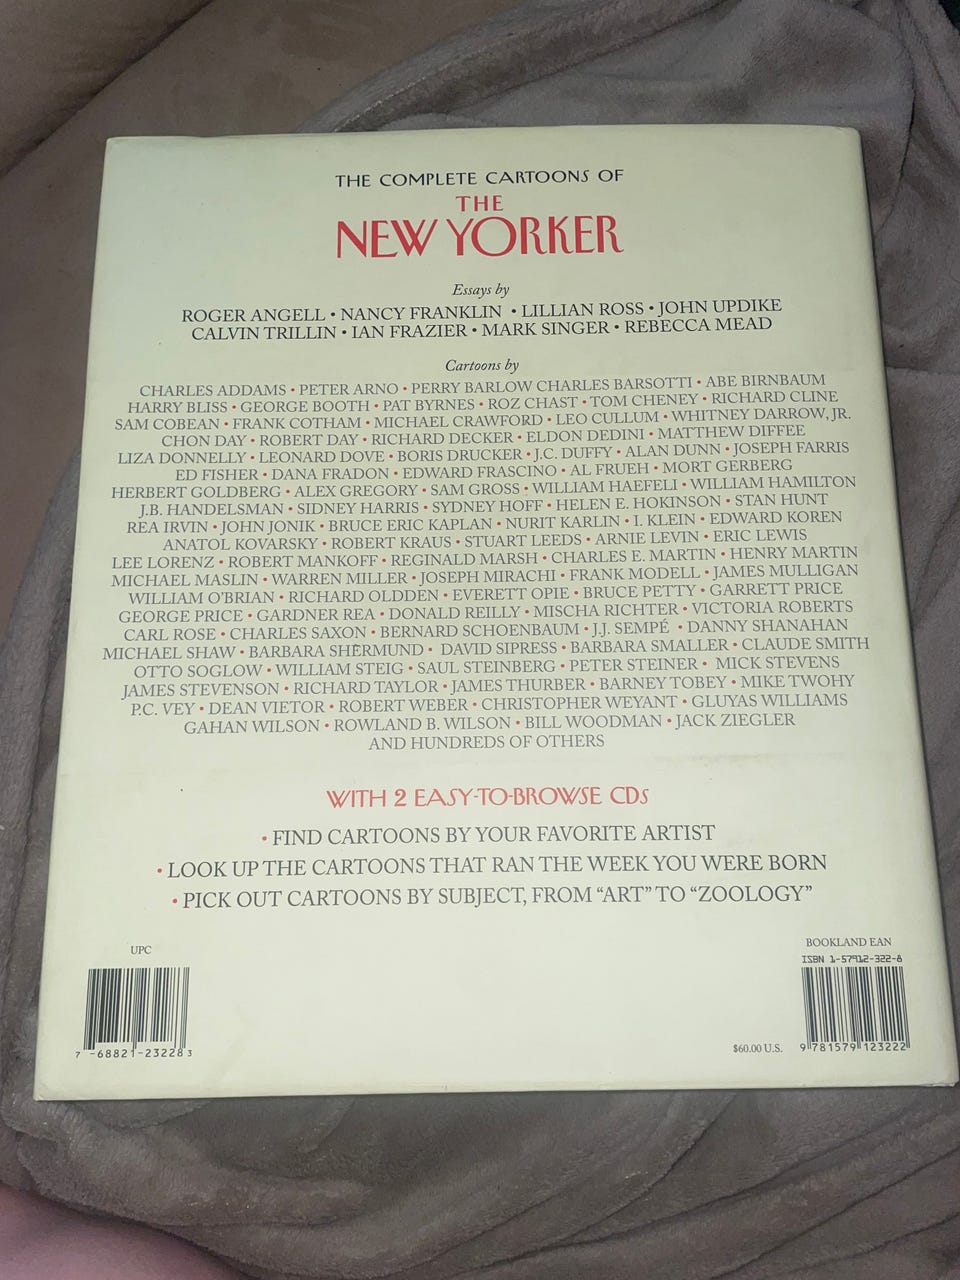 THE COMPLETE CARTOONS OF
THE
NEW YORKER
Essays by
ROGER ANGELL • NANCY FRANKLIN • LILLIAN ROSS • JOHN UPDIKE
CALVIN TRILLIN • IAN FRAZIER • MARK SINGER • REBECCA MEAD
Cartoons by
CHARLES ADDAMS • PETER ARNO • PERRY BARLOW CHARLES BARSOTTI • ABE BIRNBAUM
HARRY BLISS • GEORGE BOOTH • PAT BYRNES • ROZ CHAST • TOM CHENEY • RICHARD CLINE
SAM COBEAN • FRANK COTHAM • MICHAEL CRAWFORD • LEO CULLUM • WHITNEY DARROW, JR.
CHON DAY • ROBERT DAY • RICHARD DECKER • ELDON DEDINI • MATTHEW DIFFEE
LIZA DONNELLY • LEONARD DOVE • BORIS DRUCKER • J.C. DUFFY • ALAN DUNN • JOSEPH FARRIS
ED FISHER • DANA FRADON • EDWARD FRASCINO • AL FRUEH • MORT GERBERG
HERBERT GOLDBERG • ALEX GREGORY • SAM GROSS • WILLIAM HAEFELI • WILLIAM HAMILTON
J.B. HANDELSMAN • SIDNEY HARRIS • SYDNEY HOFF • HELEN E. HOKINSON • STAN HUNT
REA IRVIN • JOHN JONIK • BRUCE ERIC KAPLAN • NURIT KARLIN • I. KLEIN • EDWARD KOREN
ANATOL KOVARSKY • ROBERT KRAUS • STUART LEEDS • ARNIE LEVIN • ERIC LEWIS
LEE LORENZ • ROBERT MANKOFF • REGINALD MARSH • CHARLES E. MARTIN • HENRY MARTIN
MICHAEL MASLIN • WARREN MILLER • JOSEPH MIRACHI • FRANK MODELL • JAMES MULLIGAN
WILLIAM O'BRIAN • RICHARD OLDDEN • EVERETT OPIE • BRUCE PETTY • GARRETT PRICE
GEORGE PRICE • GARDNER REA • DONALD REILLY • MISCHA RICHTER • VICTORIA ROBERTS
CARL ROSE • CHARLES SAXON • BERNARD SCHOENBAUM • J.J. SEMPÉ • DANNY SHANAHAN
MICHAEL SHAW • BARBARA SHERMUND • DAVID SIPRESS • BARBARA SMALLER • CLAUDE SMITH
OTTO SOGLOW • WILLIAM STEIG • SAUL STEINBERG • PETER STEINER • MICK STEVENS
JAMES STEVENSON • RICHARD TAYLOR • JAMES THURBER • BARNEY TOBEY • MIKE TWOHY
P.C. VEY • DEAN VIETOR • ROBERT WEBER • CHRISTOPHER WEYANT • GLUYAS WILLIAMS
GAHAN WILSON • ROWLAND B. WILSON • BILL WOODMAN • JACK ZIEGLER
AND HUNDREDS OF OTHERS
WITH 2 EASY-TO-BROWSE CDs
• FIND CARTOONS BY YOUR FAVORITE ARTIST
• LOOK UP THE CARTOONS THAT RAN THE WEEK YOU WERE BORN
• PICK OUT CARTOONS BY SUBJECT, FROM “ART” TO “ZOOLOGY”
UPC
7 -68821-23228 3
BOOKLAND EAN
ISBN 1-57912-322-8
$60.00 U.S.
9 781579 123222